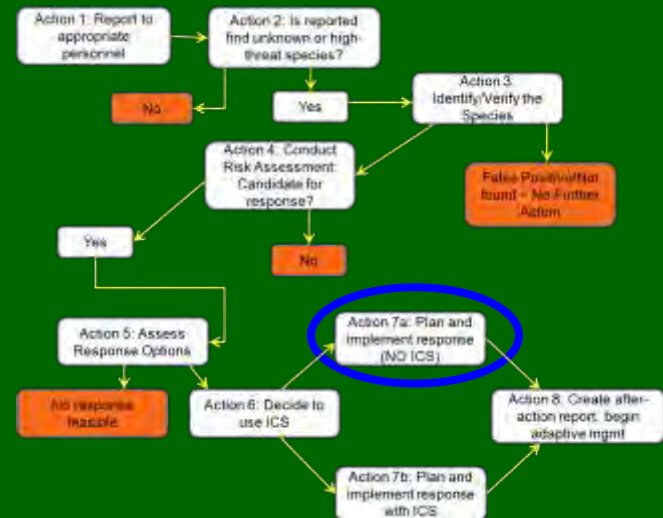 Action 1: Report to
appropriate
personnel
Action 2: Is reported
find unknown or high-
threat species?
No
Yes
Action 3:
Identify/Verify the
Species
Action 4: Conduct
Risk Assessment:
Candidate for
response?
False Positive/Not
found – No Further
Action
Yes
No
Action 5: Assess
Response Options
Action 7a: Plan and
implement response
(NO ICS)
No response
feasible
Action 6: Decide to
use ICS
Action 8: Create after-
action report, begin
adaptive mgmt
Action 7b: Plan and
implement response
with ICS